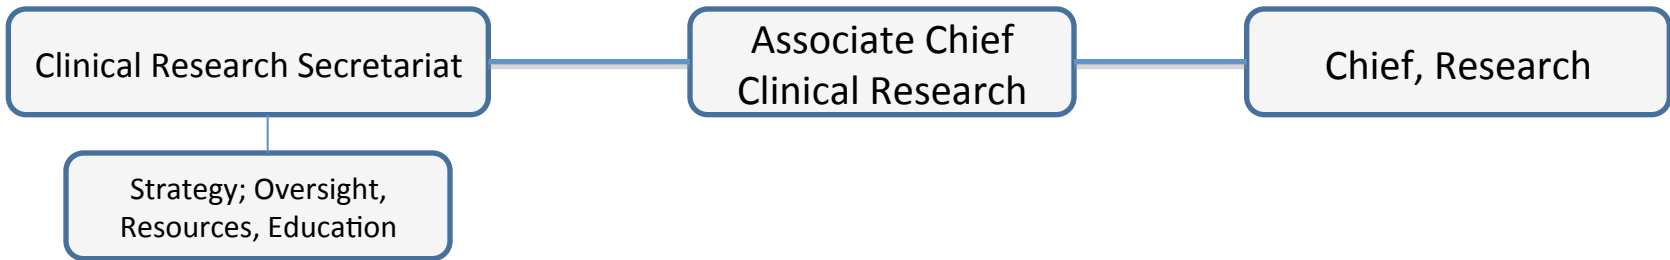 Clinical Research Secretariat
Associate Chief
Clinical Research
Chief, Research
Strategy; Oversight,
Resources, Education